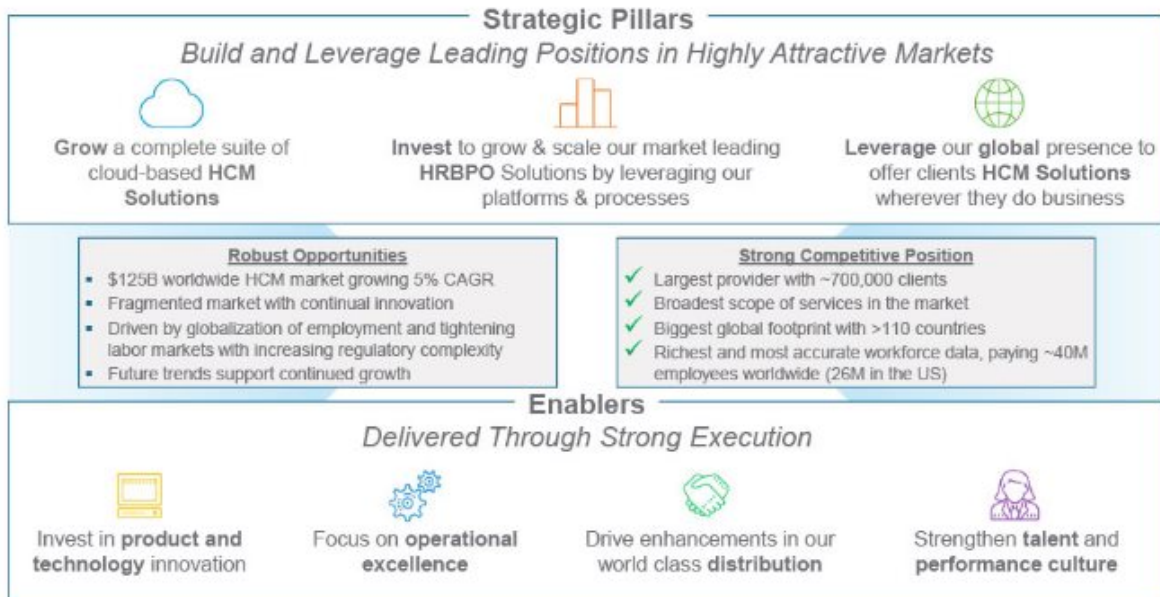 Strategic Pillars
Build and Leverage Leading Positions in Highly Attractive Markets
Grow a complete suite of
cloud-based HCM
Solutions
Invest to grow & scale our market leading
HRBPO Solutions by leveraging our
platforms & processes
Leverage our global presence to
offer clients HCM Solutions
wherever they do business
Robust Opportunities
▪ $125B worldwide HCM market growing 5% CAGR
▪ Fragmented market with continual innovation
▪ Driven by globalization of employment and tightening
labor markets with increasing regulatory complexity
▪ Future trends support continued growth
Strong Competitive Position
✓ Largest provider with ~700,000 clients
✓ Broadest scope of services in the market
✓ Biggest global footprint with >110 countries
✓ Richest and most accurate workforce data, paying ~40M
employees worldwide (26M in the US)
Enablers
Delivered Through Strong Execution
Invest in product and
technology innovation
Focus on operational
excellence
Drive enhancements in our
world class distribution
Strengthen talent and
performance culture